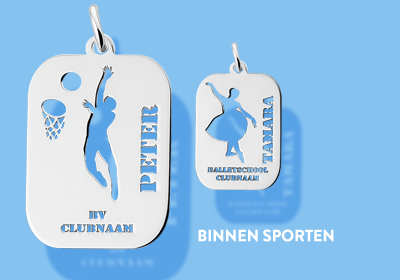 PETER
BV
CLUBNAAM
TAMARA
BALLETSCHOOL
CLUBNAAM
BINNEN SPORTEN